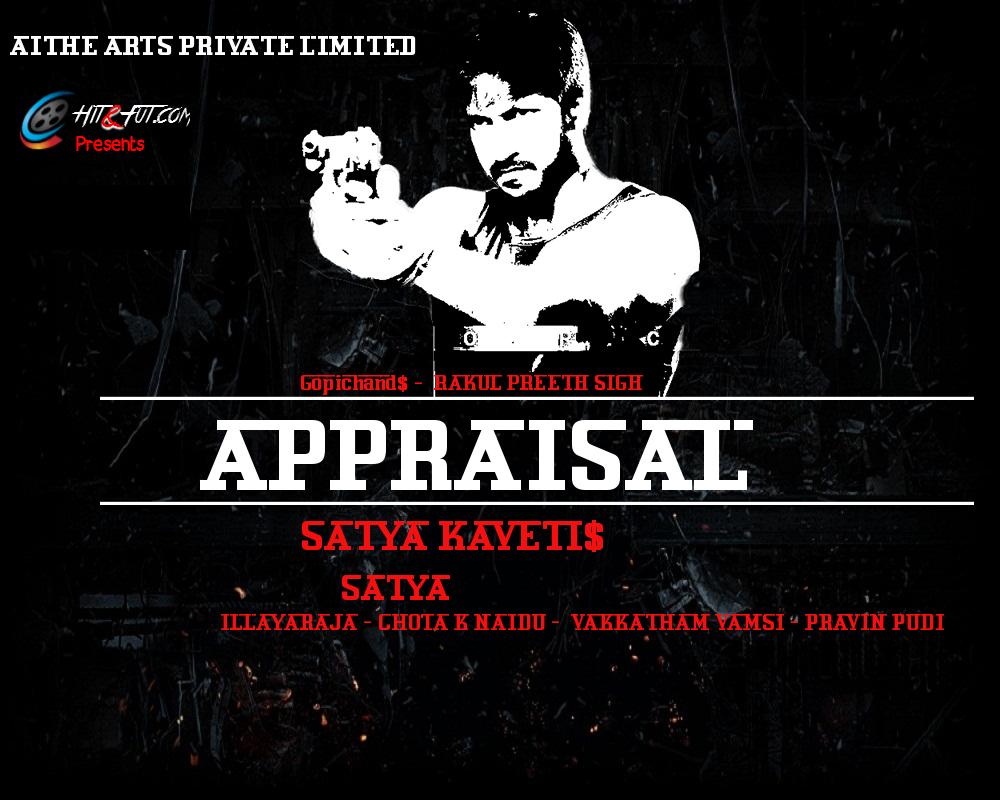 AITHE ARTS PRIVATE LIMITED
HIT&FUT.COM
Presents
Gopichand$ - RAKUL PREETH SIGH
APPRAISAL
SATYA KAVETI$
SATYA
ILLAYARAJA - CHOTA K NAIDU - VAKKATHAM VAMSI - PRAVIN PUDI